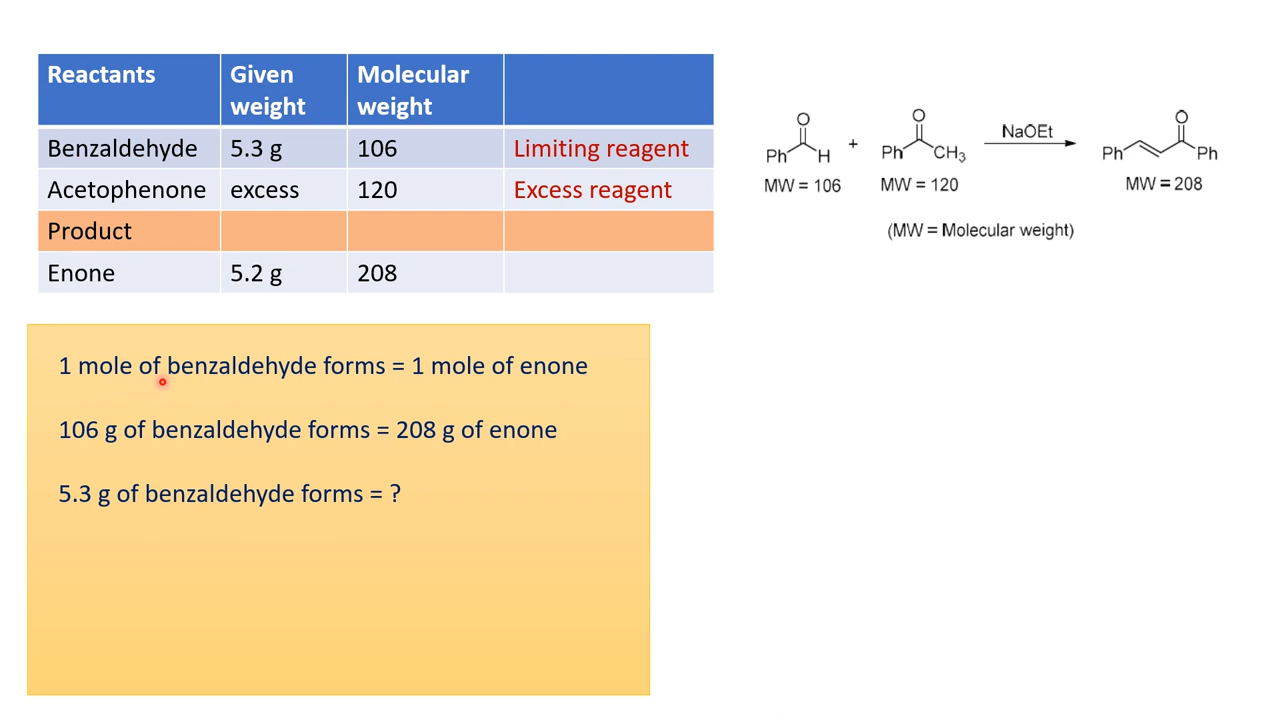 Reactants Given weight Molecular weight
Benzaldehyde 5.3 g 106 Limiting reagent
Acetophenone excess 120 Excess reagent
Product
Enone 5.2 g 208
O O NaOEt O
Ph H + Ph CH3 Ph Ph
MW = 106 MW = 120 MW = 208
(MW = Molecular weight)
1 mole of benzaldehyde forms = 1 mole of enone
106 g of benzaldehyde forms = 208 g of enone
5.3 g of benzaldehyde forms = ?